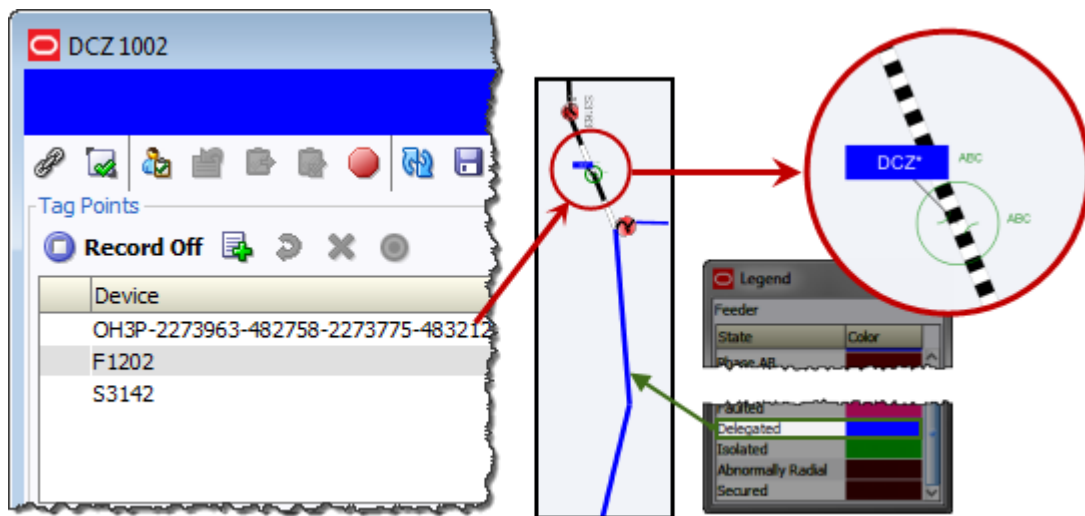 DCZ 1002
Tag Points
Record Off
Device
OH3P-2273963-482758-2273775-483212
F1202
S3142
DCZ*
ABC
ABC
Legend
Feeder
State Color
Phase AB
Faulted
Delegated
Isolated
Abnormally Radial
Secured